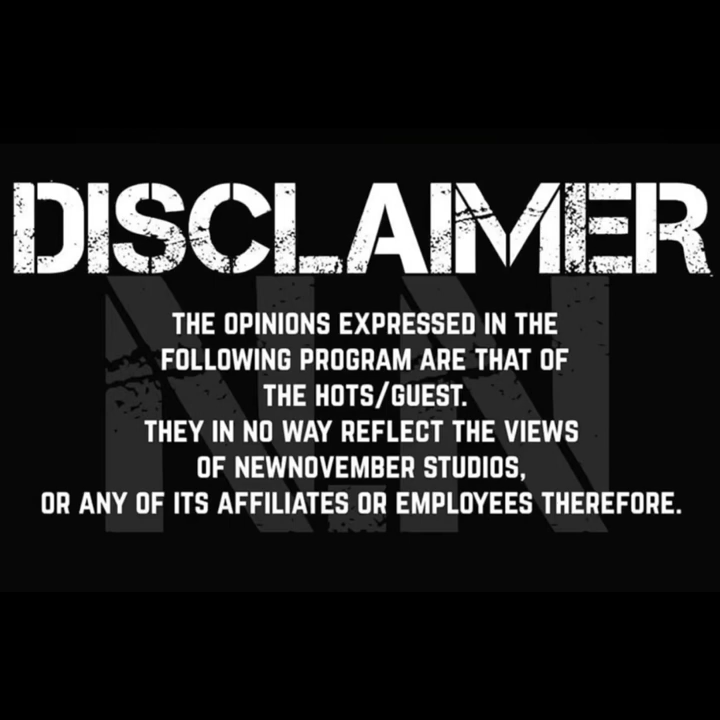 DISCLAIMER
THE OPINIONS EXPRESSED IN THE
FOLLOWING PROGRAM ARE THAT OF
THE HOTS/GUEST.
THEY IN NO WAY REFLECT THE VIEWS
OF NEWNOVEMBER STUDIOS,
OR ANY OF ITS AFFILIATES OR EMPLOYEES THEREFORE.
N.N